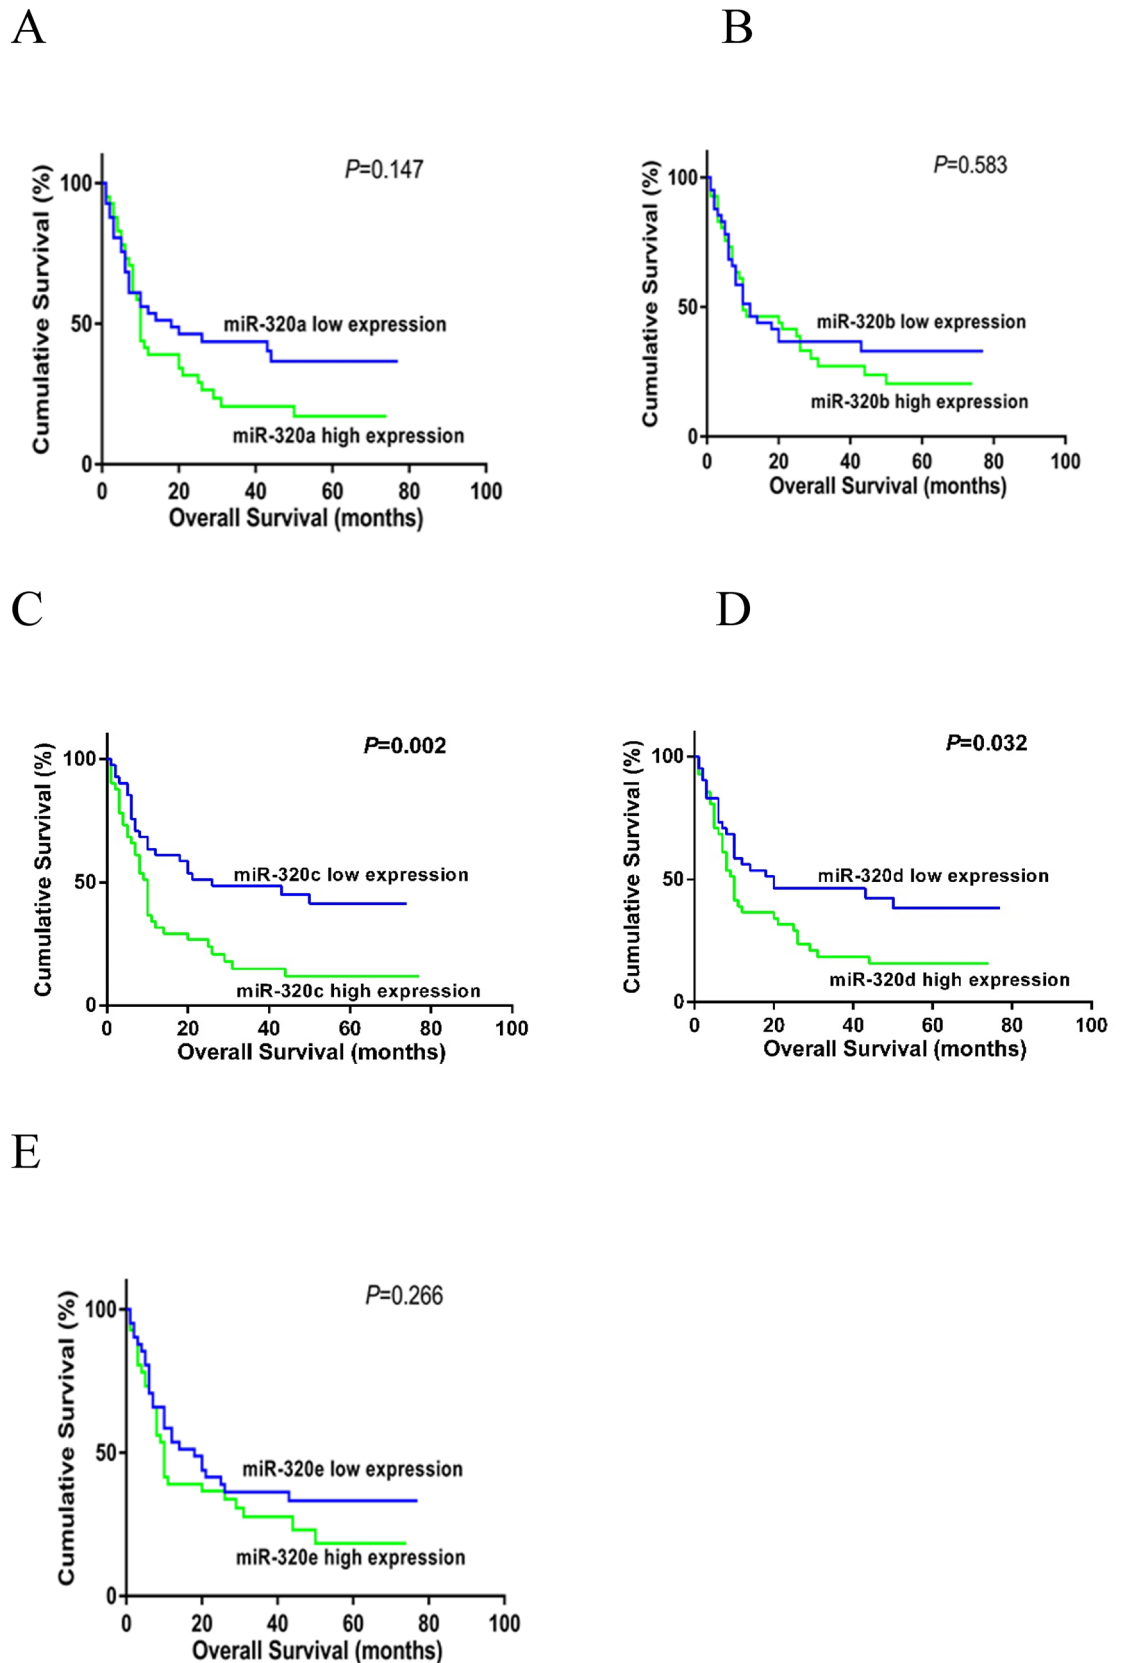 A
P=0.147
Cumulative Survival (%)
100
50
0
miR-320a low expression
miR-320a high expression
0 20 40 60 80 100
Overall Survival (months)
B
P=0.583
Cumulative Survival (%)
100
50
0
miR-320b low expression
miR-320b high expression
0 20 40 60 80 100
Overall Survival (months)
C
P=0.002
Cumulative Survival (%)
100
50
0
miR-320c low expression
miR-320c high expression
0 20 40 60 80 100
Overall Survival (months)
D
P=0.032
Cumulative Survival (%)
100
50
0
miR-320d low expression
miR-320d high expression
0 20 40 60 80 100
Overall Survival (months)
E
P=0.266
Cumulative Survival (%)
100
50
0
miR-320e low expression
miR-320e high expression
0 20 40 60 80 100
Overall Survival (months)